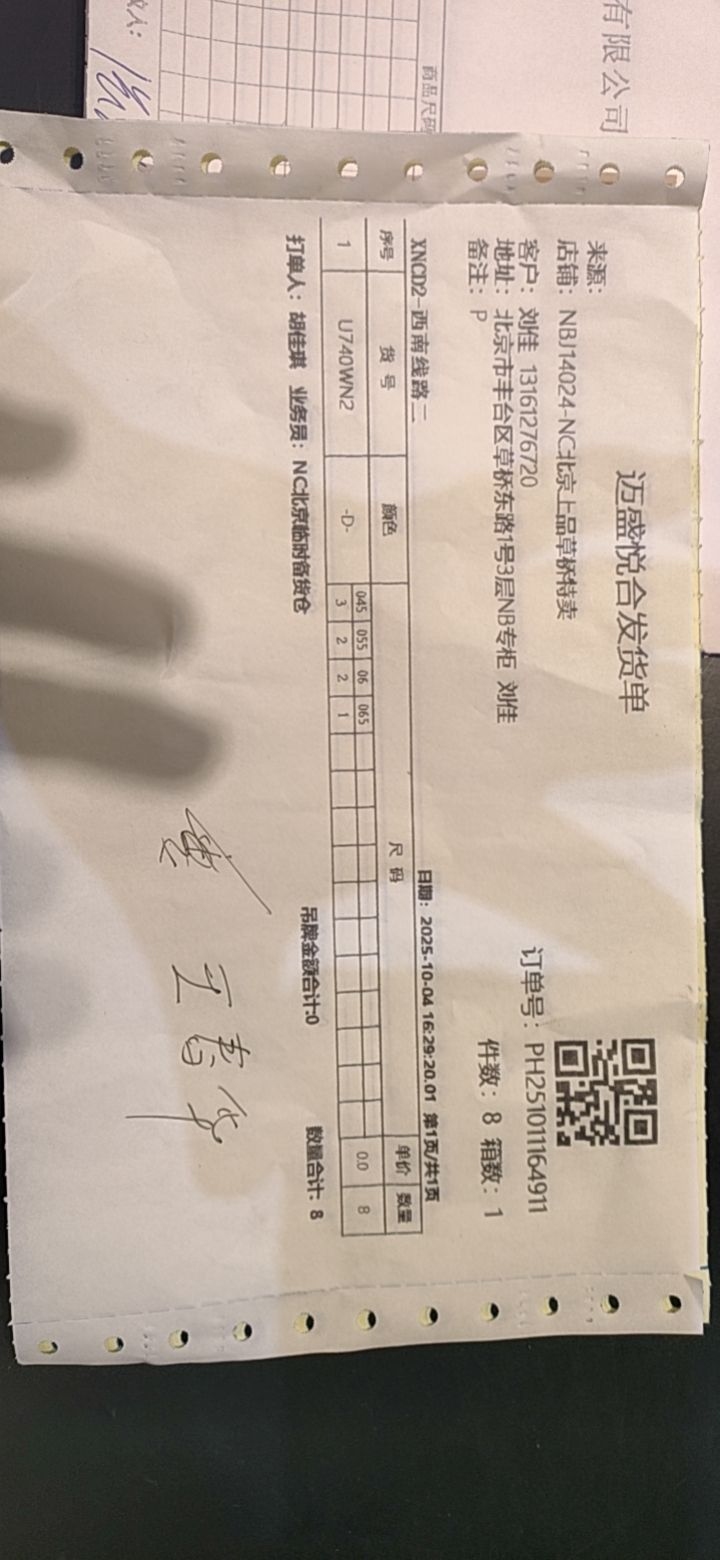 有限公司
商品尺码
迈盛悦合发货单
来源：
店铺：NBJ14024-NC北京上品草桥特卖
订单号：PH251011164911
客户：刘佳 13161276720
地址：北京市丰台区草桥东路1号3层NB专柜 刘佳
件数：8 箱数：1
备注：P
XNCD2-西南线路二 日期：2025-10-04 16:29:20.01 第1页/共1页
序号 货号 颜色 尺码 单价 数量
045 055 06 065
1 U740WN2 -D- 3 2 2 1 0.0 8
打单人：胡佳琪 业务员：NC北京临时备货仓 吊牌金额合计:0 数量合计：8